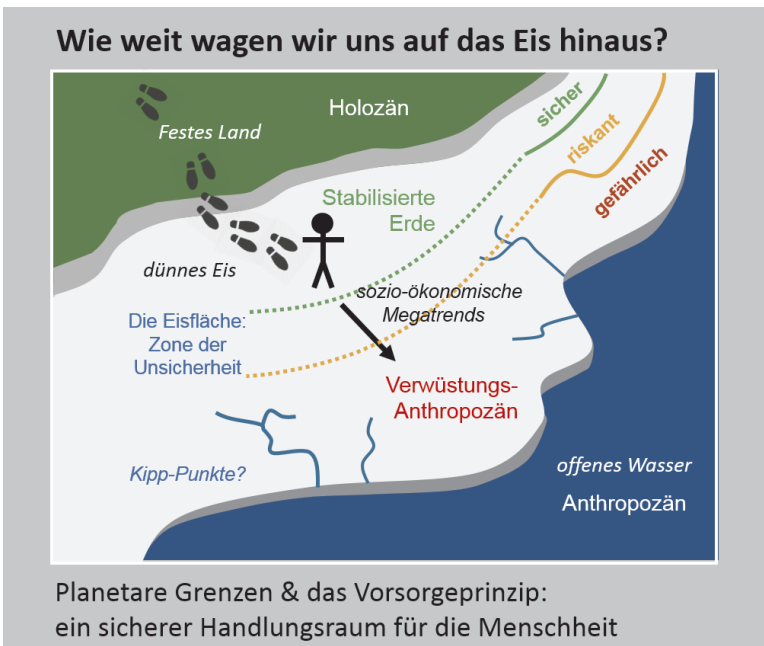 Wie weit wagen wir uns auf das Eis hinaus?
Holozän
Festes Land
sicher
riskant
gefährlich
Stabilisierte
Erde
dünnes Eis
sozio-ökonomische
Megatrends
Die Eisfläche:
Zone der
Unsicherheit
Verwüstungs-
Anthropozän
Kipp-Punkte?
offenes Wasser
Anthropozän
Planetare Grenzen & das Vorsorgeprinzip:
ein sicherer Handlungsraum für die Menschheit